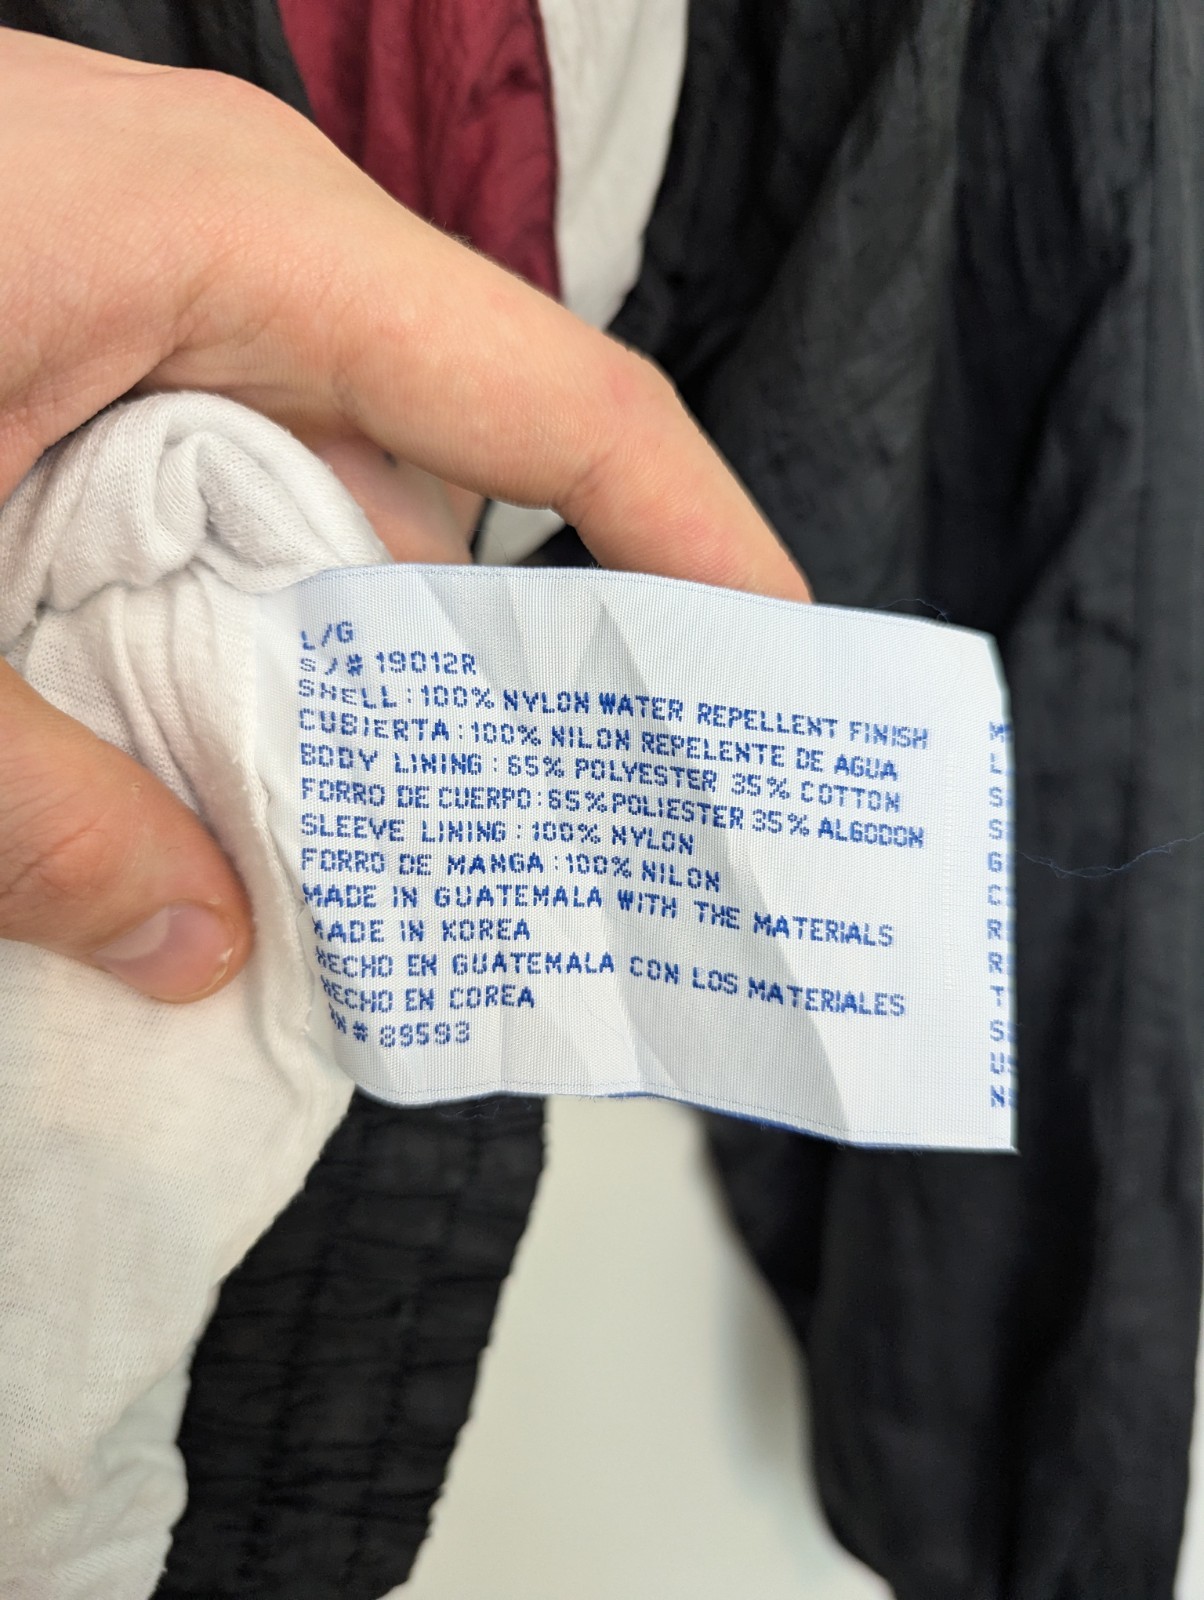 L/G
S/# 19012R
SHELL : 100% NYLON WATER REPELLENT FINISH
CUBIERTA : 100% NILON REPELENTE DE AGUA
BODY LINING : 65% POLYESTER 35% COTTON
FORRO DE CUERPO : 65% POLIESTER 35% ALGODON
SLEEVE LINING : 100% NYLON
FORRO DE MANGA : 100% NILON
MADE IN GUATEMALA WITH THE MATERIALS
MADE IN KOREA
HECHO EN GUATEMALA CON LOS MATERIALES
HECHO EN COREA
RN # 89593